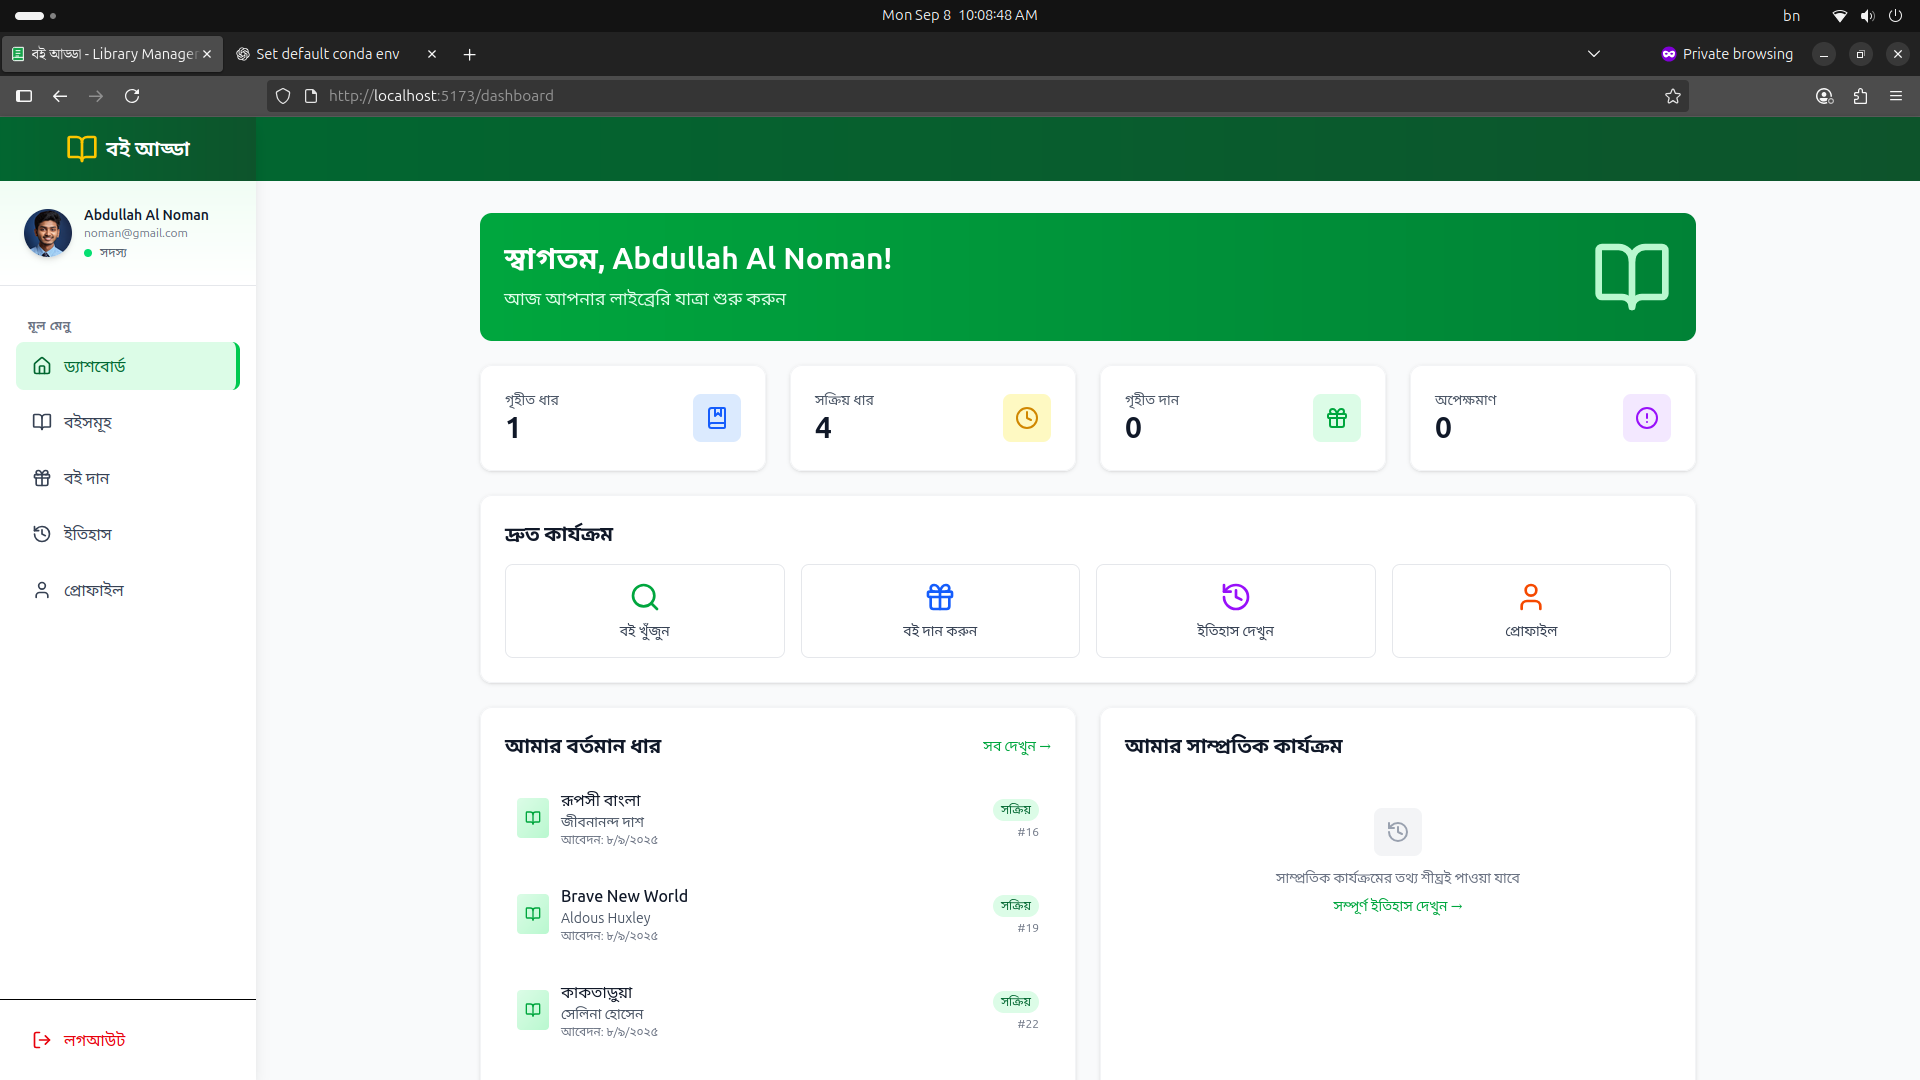 Mon Sep 8 10:08:48 AM
bn
বই আড্ডা - Library Manager
Set default conda env
Private browsing
http://localhost:5173/dashboard
বই আড্ডা
Abdullah Al Noman
noman@gmail.com
সদস্য
মূল মেনু
ড্যাশবোর্ড
বইসমূহ
বই দান
ইতিহাস
প্রোফাইল
লগআউট
স্বাগতম, Abdullah Al Noman!
আজ আপনার লাইব্রেরি যাত্রা শুরু করুন
গৃহীত ধার
1
সক্রিয় ধার
4
গৃহীত দান
0
অপেক্ষমাণ
0
দ্রুত কার্যক্রম
বই খুঁজুন
বই দান করুন
ইতিহাস দেখুন
প্রোফাইল
আমার বর্তমান ধার
সব দেখুন →
রূপসী বাংলা
জীবনানন্দ দাশ
আবেদন: ৮/৯/২০২৫
সক্রিয়
#16
Brave New World
Aldous Huxley
আবেদন: ৮/৯/২০২৫
সক্রিয়
#19
কাকতাড়ুয়া
সেলিনা হোসেন
আবেদন: ৮/৯/২০২৫
সক্রিয়
#22
আমার সাম্প্রতিক কার্যক্রম
সাম্প্রতিক কার্যক্রমের তথ্য শীঘ্রই পাওয়া যাবে
সম্পূর্ণ ইতিহাস দেখুন →